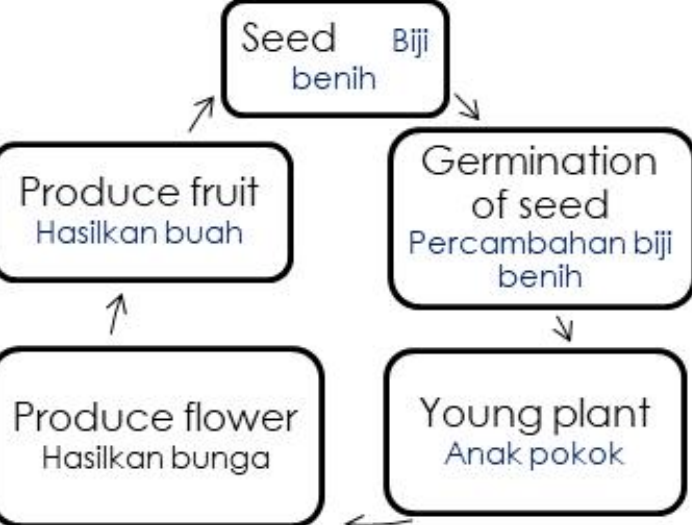 Seed Biji
benih
Germination
of seed
Percambahan biji
benih
Young plant
Anak pokok
Produce flower
Hasilkan bunga
Produce fruit
Hasilkan buah